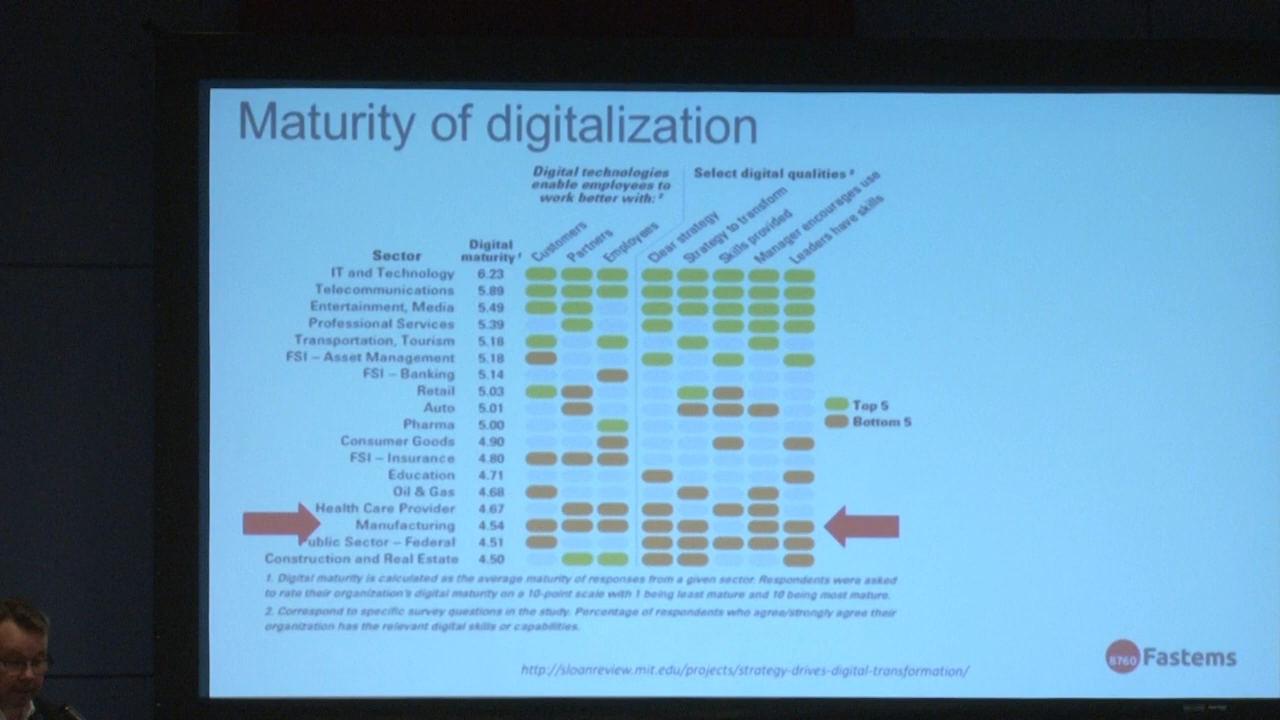 Maturity of digitalization
Digital technologies
enable employees to
work better with: 2
Select digital qualities 2
Customers
Partners
Employees
Clear strategy
Strategy to transform
Skills provided
Manager encourages use
Leaders have skills
Sector Digital maturity 1
IT and Technology 6.23
Telecommunications 5.89
Entertainment, Media 5.49
Professional Services 5.39
Transportation, Tourism 5.18
FSI – Asset Management 5.18
FSI – Banking 5.14
Retail 5.03
Auto 5.01
Pharma 5.00
Consumer Goods 4.90
FSI – Insurance 4.80
Education 4.71
Oil & Gas 4.68
Health Care Provider 4.67
Manufacturing 4.54
ublic Sector – Federal 4.51
Construction and Real Estate 4.50
Top 5
Bottom 5
1. Digital maturity is calculated as the average maturity of responses from a given sector. Respondents were asked
to rate their organization's digital maturity on a 10-point scale with 1 being least mature and 10 being most mature.
2. Correspond to specific survey questions in the study. Percentage of respondents who agree/strongly agree their
organization has the relevant digital skills or capabilities.
http://sloanreview.mit.edu/projects/strategy-drives-digital-transformation/
8760 Fastems